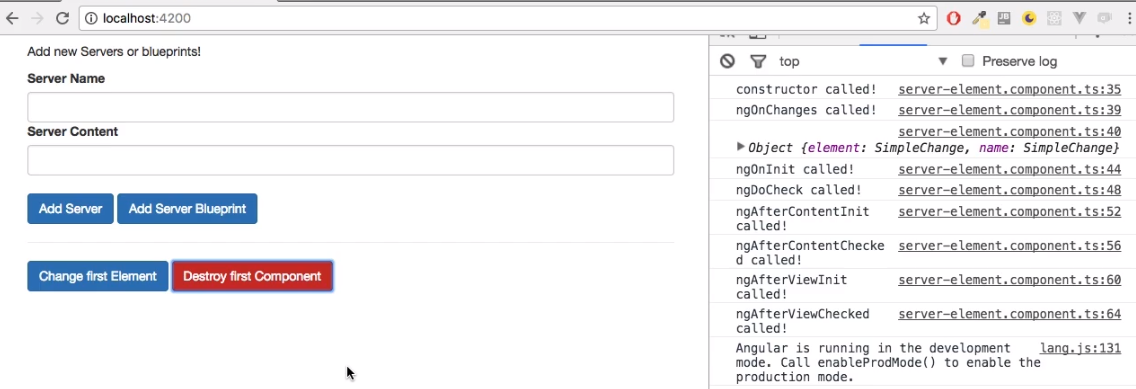 localhost:4200
Add new Servers or blueprints!
Server Name
Server Content
Add Server
Add Server Blueprint
Change first Element
Destroy first Component
top
Preserve log
constructor called! server-element.component.ts:35
ngOnChanges called! server-element.component.ts:39
server-element.component.ts:40
Object {element: SimpleChange, name: SimpleChange}
ngOnInit called! server-element.component.ts:44
ngDoCheck called! server-element.component.ts:48
ngAfterContentInit server-element.component.ts:52
called!
ngAfterContentChecke server-element.component.ts:56
d called!
ngAfterViewInit server-element.component.ts:60
called!
ngAfterViewChecked server-element.component.ts:64
called!
Angular is running in the development lang.js:131
mode. Call enableProdMode() to enable the
production mode.